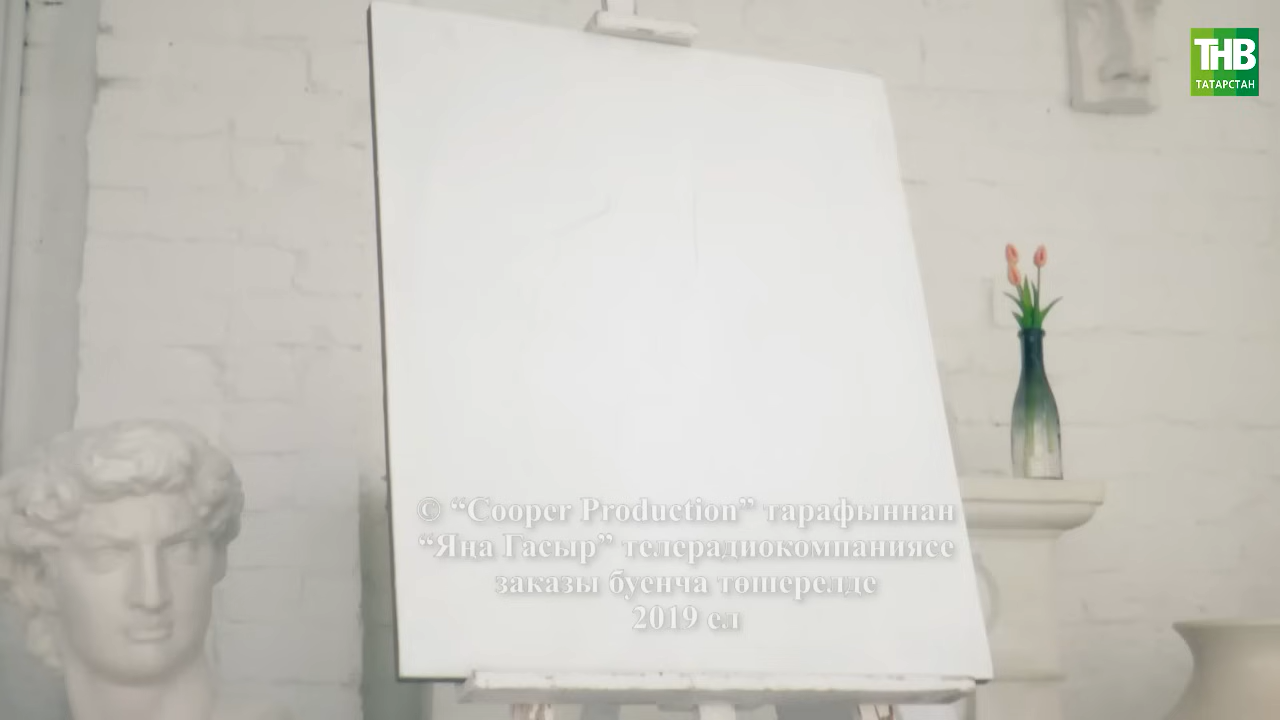 ТНВ
ТАТАРСТАН
© “Cooper Production” тарафыннан
“Яңа Гасыр” телерадиокомпаниясе
заказы буенча төшерелде
2019 ел